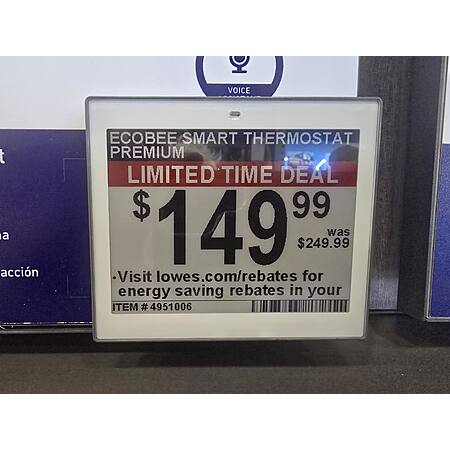 VOICE
ECOBEE SMART THERMOSTAT
PREMIUM
LIMITED TIME DEAL
$149 99
was
$249.99
•Visit lowes.com/rebates for
energy saving rebates in your
ITEM # 4951006
acción